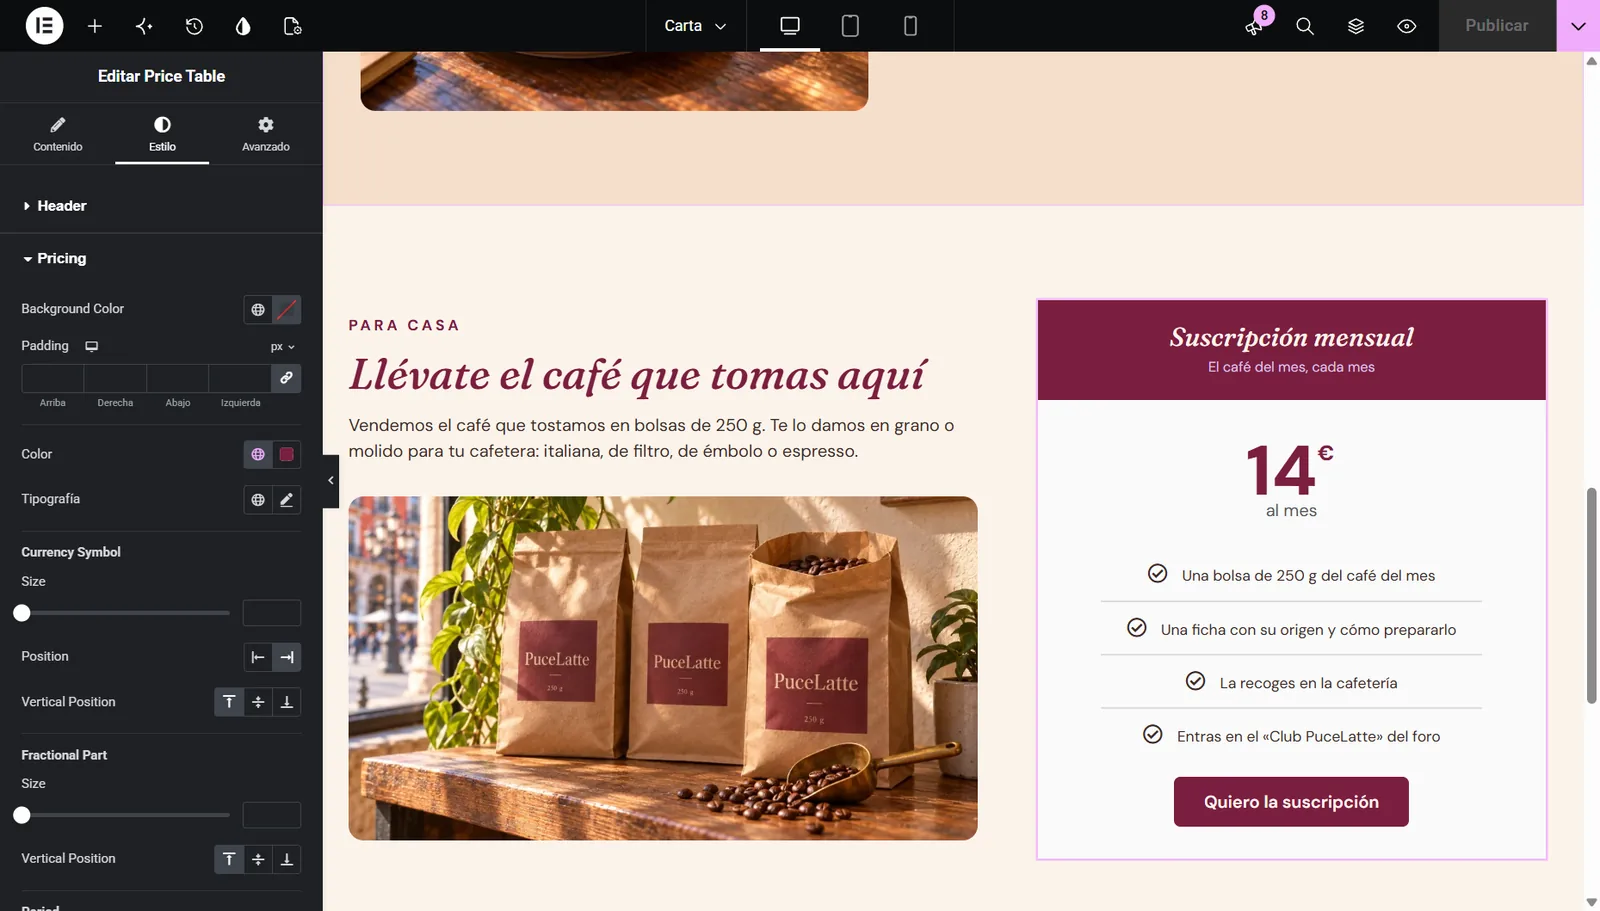 Carta
8
Publicar
Editar Price Table
Contenido
Estilo
Avanzado
Header
Pricing
Background Color
Padding
px
Arriba
Derecha
Abajo
Izquierda
Color
Tipografía
Currency Symbol
Size
Position
Vertical Position
Fractional Part
Size
Vertical Position
PARA CASA
Llévate el café que tomas aquí
Vendemos el café que tostamos en bolsas de 250 g. Te lo damos en grano o
molido para tu cafetera: italiana, de filtro, de émbolo o espresso.
PuceLatte
250 g
PuceLatte
250 g
PuceLatte
250 g
Suscripción mensual
El café del mes, cada mes
14€
al mes
Una bolsa de 250 g del café del mes
Una ficha con su origen y cómo prepararlo
La recoges en la cafetería
Entras en el «Club PuceLatte» del foro
Quiero la suscripción